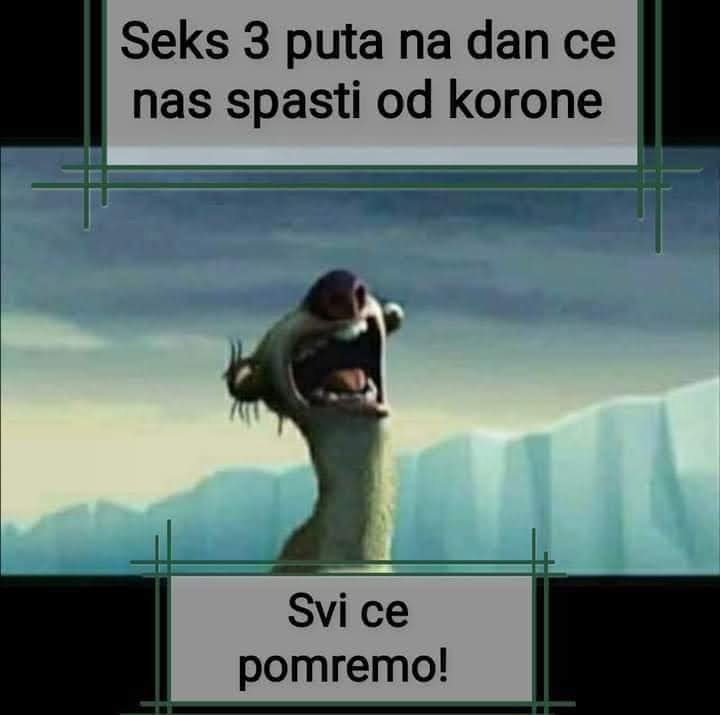 Seks 3 puta na dan ce
nas spasti od korone
Svi ce
pomremo!